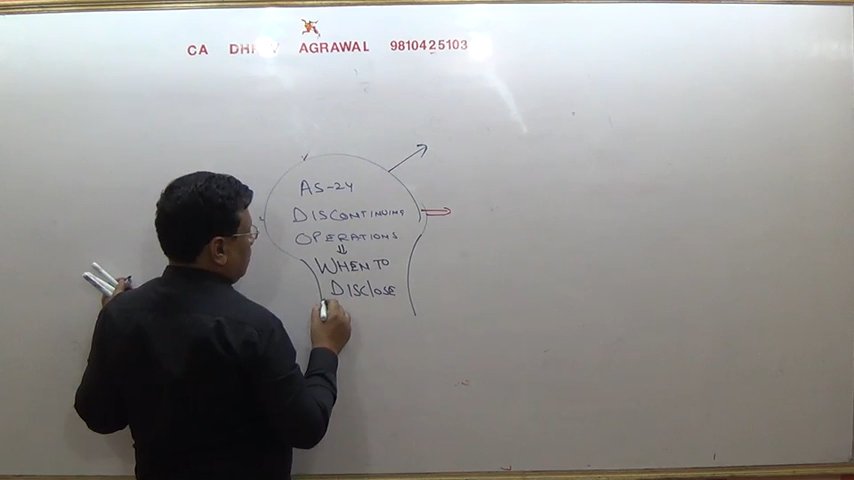 CA AGRAWAL 9810425103
AS-24
DISCONTINUING
OPERATIONS
WHEN TO
DISCLOSE